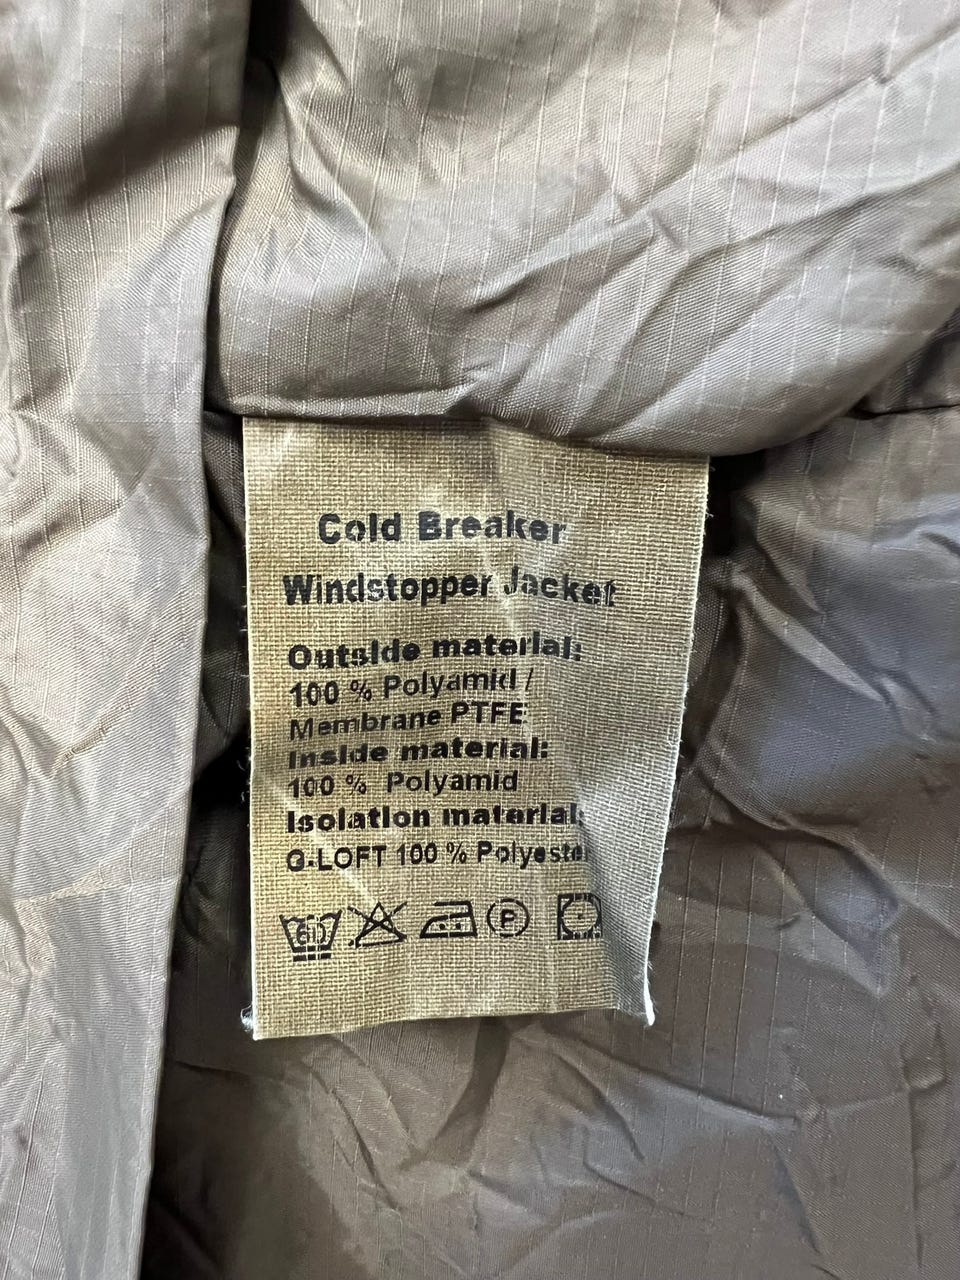 Cold Breaker
Windstopper Jacket
Outside material:
100 % Polyamid /
Membrane PTFE
Inside material:
100 % Polyamid
Isolation material:
G-LOFT 100 % Polyester
60
P